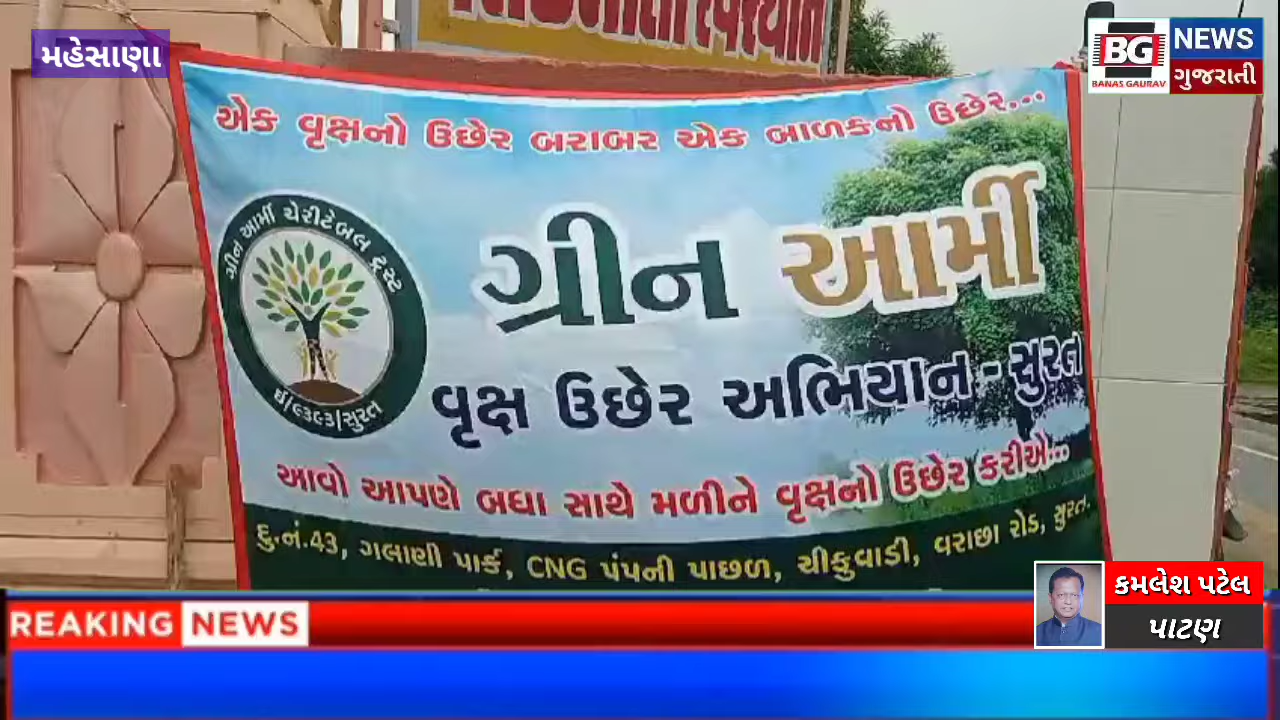 મહેસાણા
BG
BANAS GAURAV
NEWS
ગુજરાતી
એક વૃક્ષનો ઉછેર બરાબર એક બાળકનો ઉછેર...
ગ્રીન આર્મી ચેરીટેબલ ટ્રસ્ટ
ઈ/૯૩૯૩/સુરત
ગ્રીન આર્મી
વૃક્ષ ઉછેર અભિયાન - સુરત
આવો આપણે બધા સાથે મળીને વૃક્ષનો ઉછેર કરીએ...
દુ.નં.43, ગલાણી પાર્ક, CNG પંપની પાછળ, ચીકુવાડી, વરાછા રોડ, સુરત.
REAKING NEWS
કમલેશ પટેલ
પાટણ